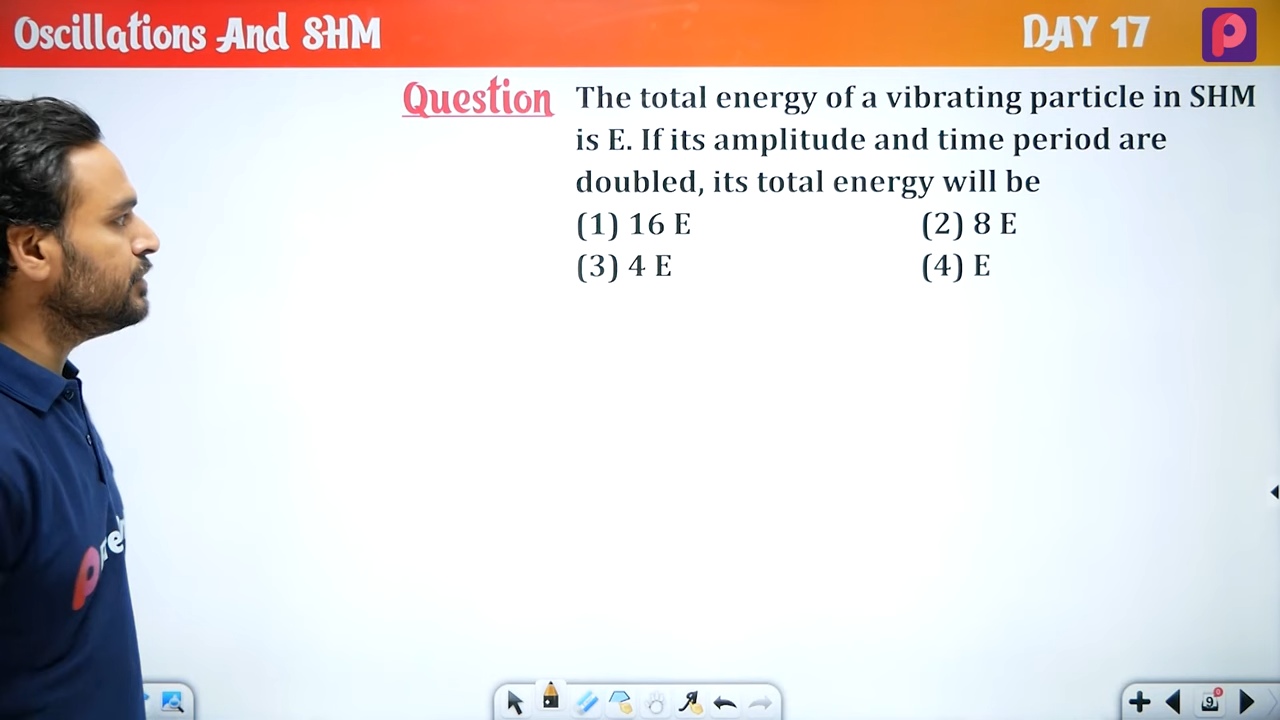 Oscillations And SHM
DAY 17
Question
The total energy of a vibrating particle in SHM
is E. If its amplitude and time period are
doubled, its total energy will be
(1) 16 E
(2) 8 E
(3) 4 E
(4) E
9